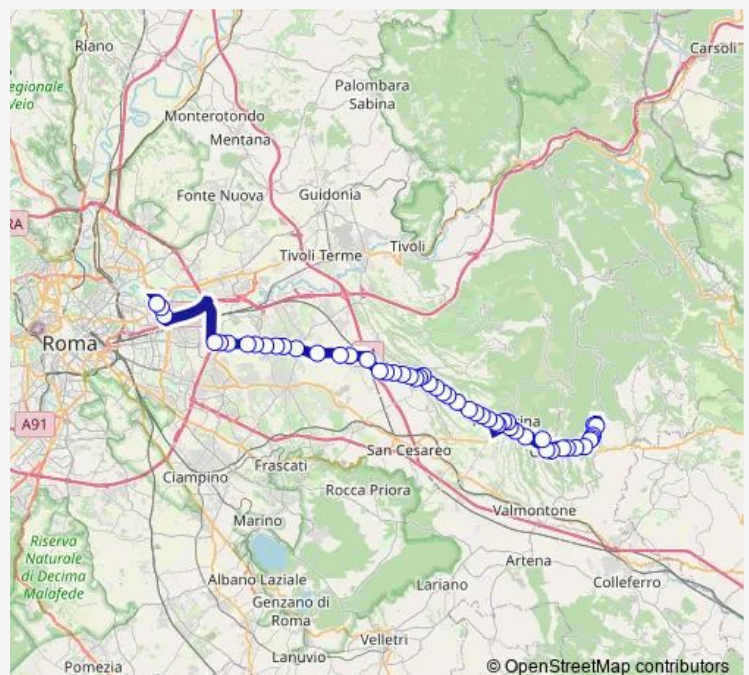 Riano
Carsoli
Palombara
Sabina
Veio
Monterotondo
Mentana
Fonte Nuova
Guidonia
RA
Tivoli Terme
Tivoli
Roma
A91
San Cesareo
Ciampino
Frascati
Rocca Priora
Valmontone
Marino
Riserva
Naturale
di Decima
Malafede
Artena
Albano Laziale
Lariano
Colleferro
Genzano di
Roma
Velletri
Lanuvio
Pomezia
© OpenStreetMap contributors